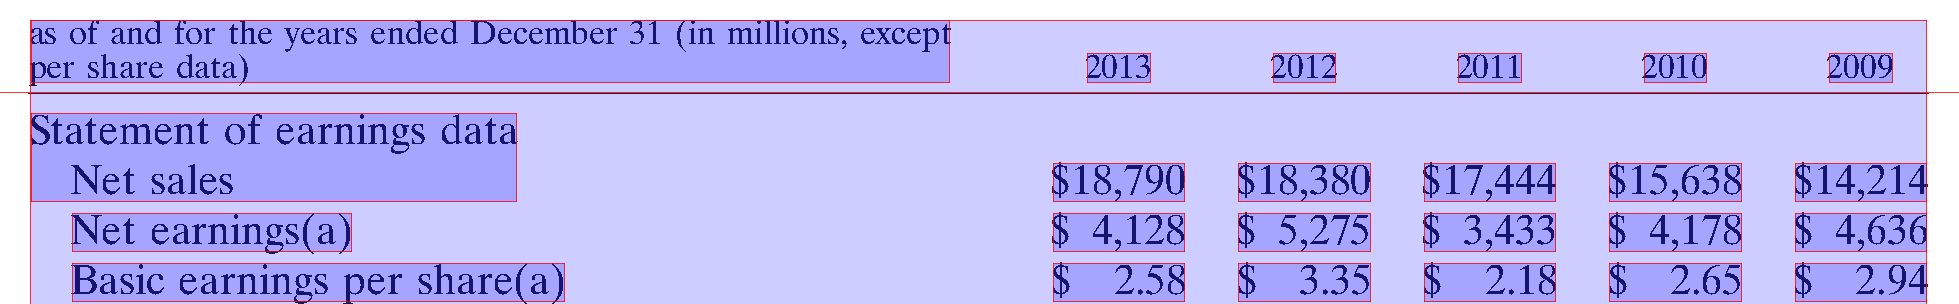 as of and for the years ended December 31 (in millions, except
per share data) 2013 2012 2011 2010 2009
Statement of earnings data
Net sales $18,790 $18,380 $17,444 $15,638 $14,214
Net earnings(a) $ 4,128 $ 5,275 $ 3,433 $ 4,178 $ 4,636
Basic earnings per share(a) $ 2.58 $ 3.35 $ 2.18 $ 2.65 $ 2.94